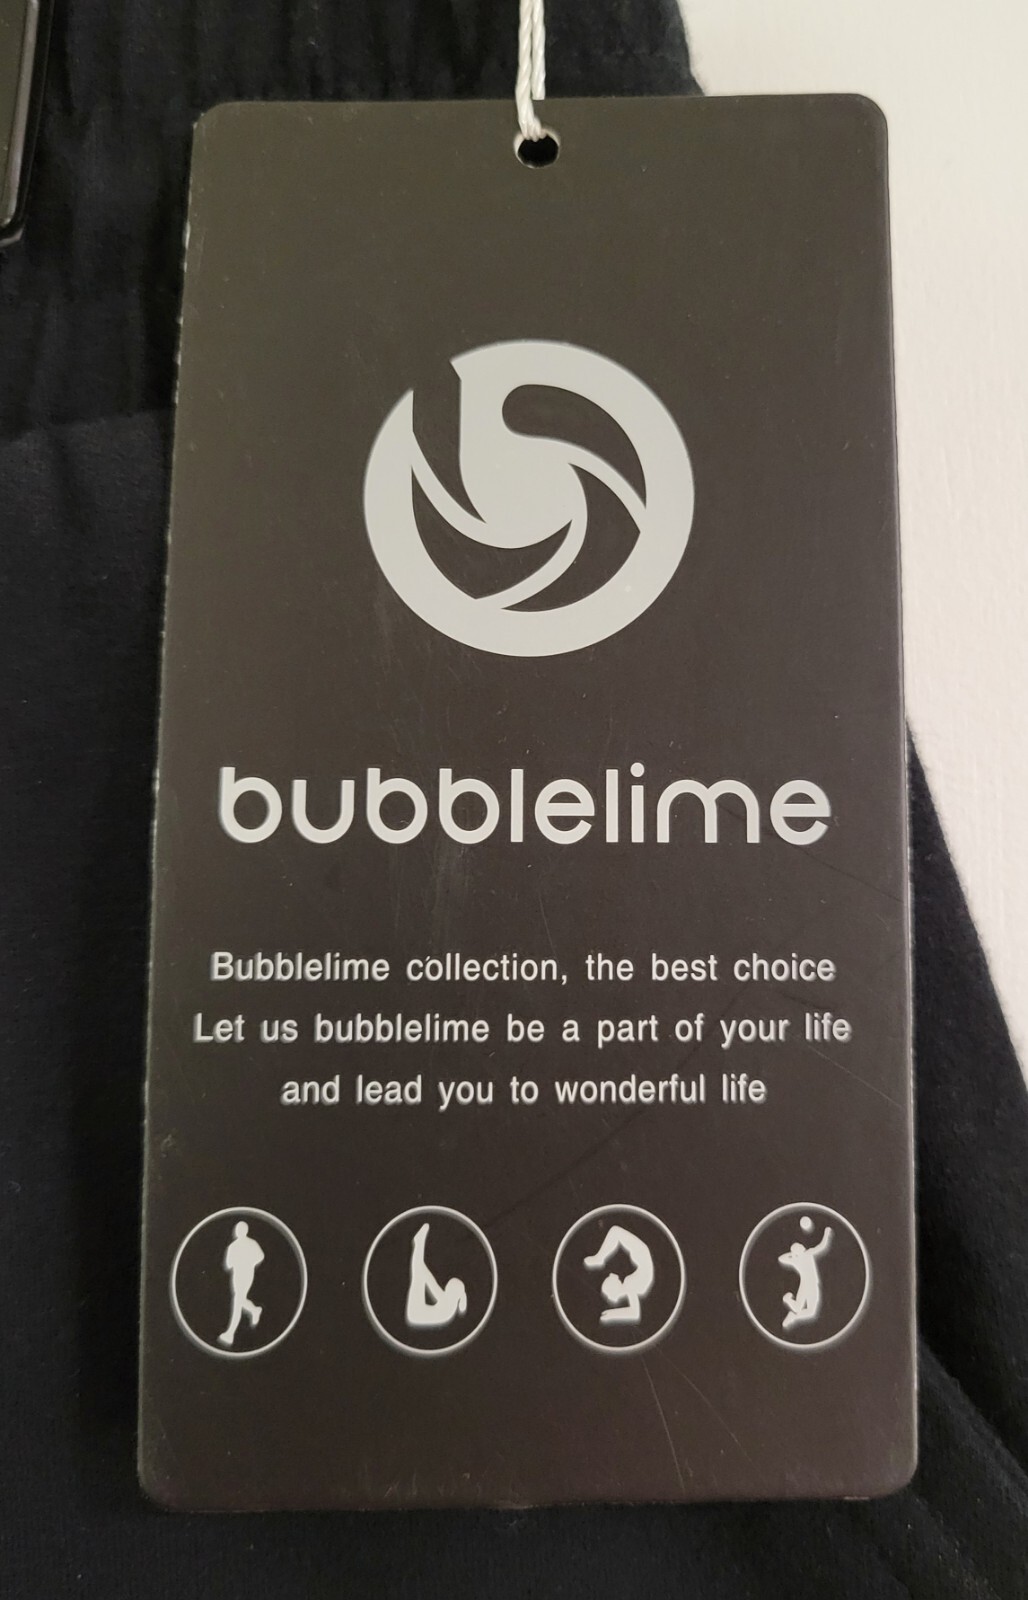 bubblelime
Bubblelime collection, the best choice
Let us bubblelime be a part of your life
and lead you to wonderful life